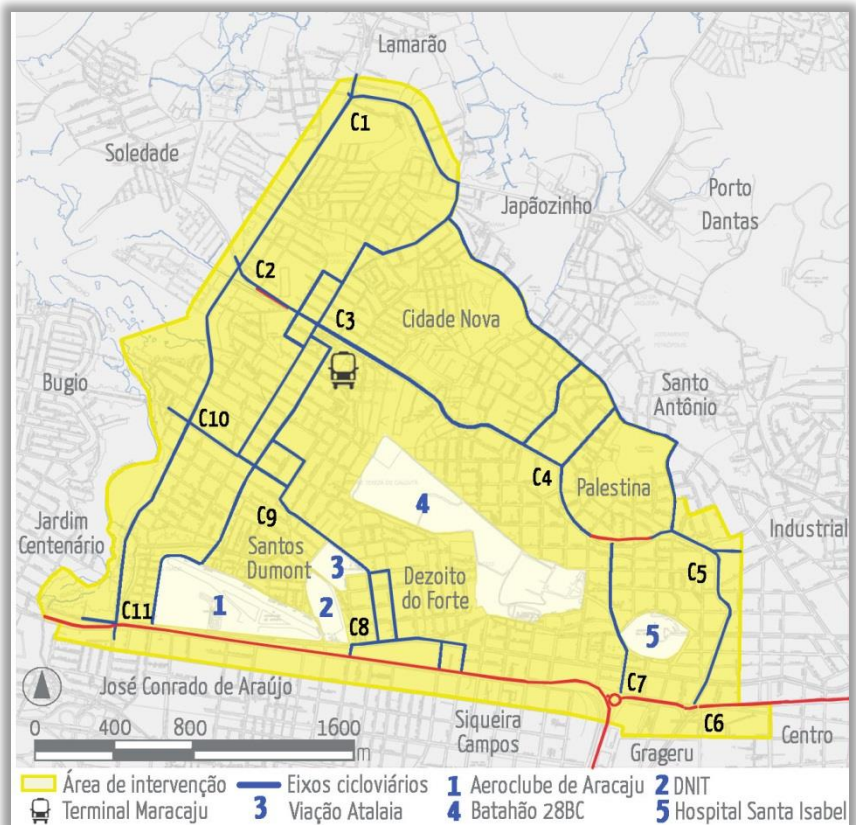 Lamarão
C1
Soledade
Japãozinho
Porto
Dantas
C2
C3
Cidade Nova
Bugio
Santo
Antônio
C10
C4
4
Palestina
C9
Jardim
Centenário
Santos
Dumont
3
Dezoito
do Forte
Industrial
C5
C11
1
2
C8
5
José Conrado de Araújo
C7
Siqueira
Campos
C6
Centro
Grageru
0 400 800 1600
m
Área de intervenção Eixos cicloviários 1 Aeroclube de Aracaju 2 DNIT
Terminal Maracaju 3 Viação Atalaia 4 Batahão 28BC 5 Hospital Santa Isabel